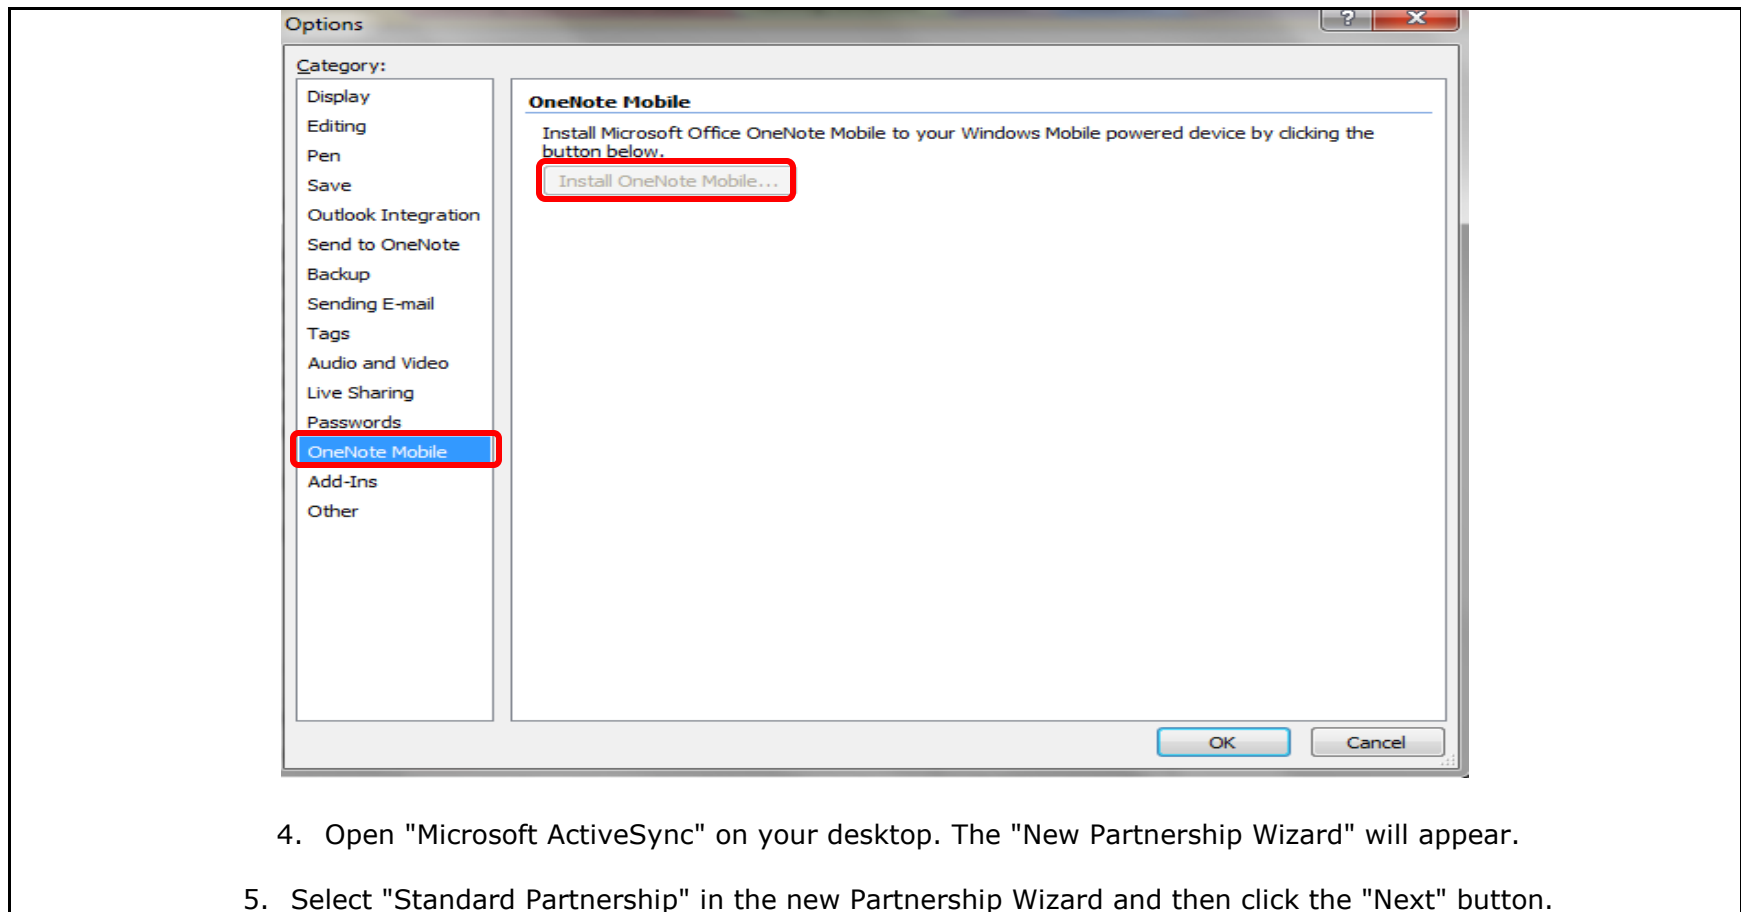 Options
?
x
Category:
Display
Editing
Pen
Save
Outlook Integration
Send to OneNote
Backup
Sending E-mail
Tags
Audio and Video
Live Sharing
Passwords
OneNote Mobile
Add-Ins
Other
OneNote Mobile
Install Microsoft Office OneNote Mobile to your Windows Mobile powered device by clicking the
button below.
Install OneNote Mobile...
OK
Cancel
4. Open "Microsoft ActiveSync" on your desktop. The "New Partnership Wizard" will appear.
5. Select "Standard Partnership" in the new Partnership Wizard and then click the "Next" button.